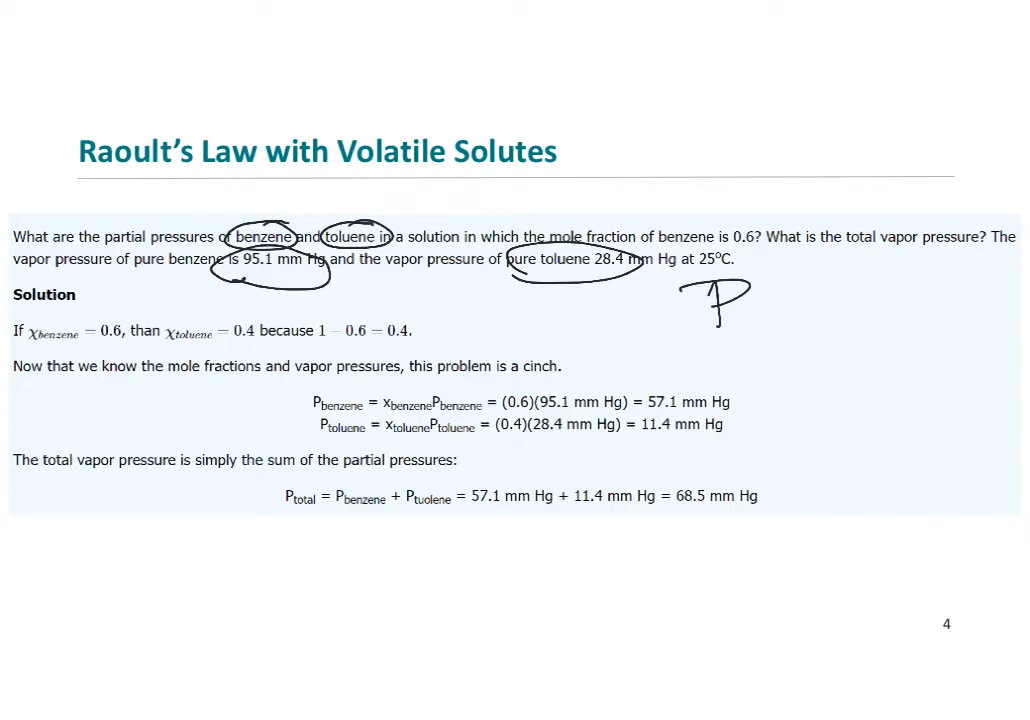 Raoult's Law with Volatile Solutes
What are the partial pressures of benzene and toluene in a solution in which the mole fraction of benzene is 0.6? What is the total vapor pressure? The
vapor pressure of pure benzene is 95.1 mm Hg and the vapor pressure of pure toluene 28.4 mm Hg at 25°C.
P
Solution
If χbenzene = 0.6, than χtoluene = 0.4 because 1 − 0.6 = 0.4.
Now that we know the mole fractions and vapor pressures, this problem is a cinch.
Pbenzene = xbenzenePbenzene = (0.6)(95.1 mm Hg) = 57.1 mm Hg
Ptoluene = xtoluenePtoluene = (0.4)(28.4 mm Hg) = 11.4 mm Hg
The total vapor pressure is simply the sum of the partial pressures:
Ptotal = Pbenzene + Ptuolene = 57.1 mm Hg + 11.4 mm Hg = 68.5 mm Hg
4